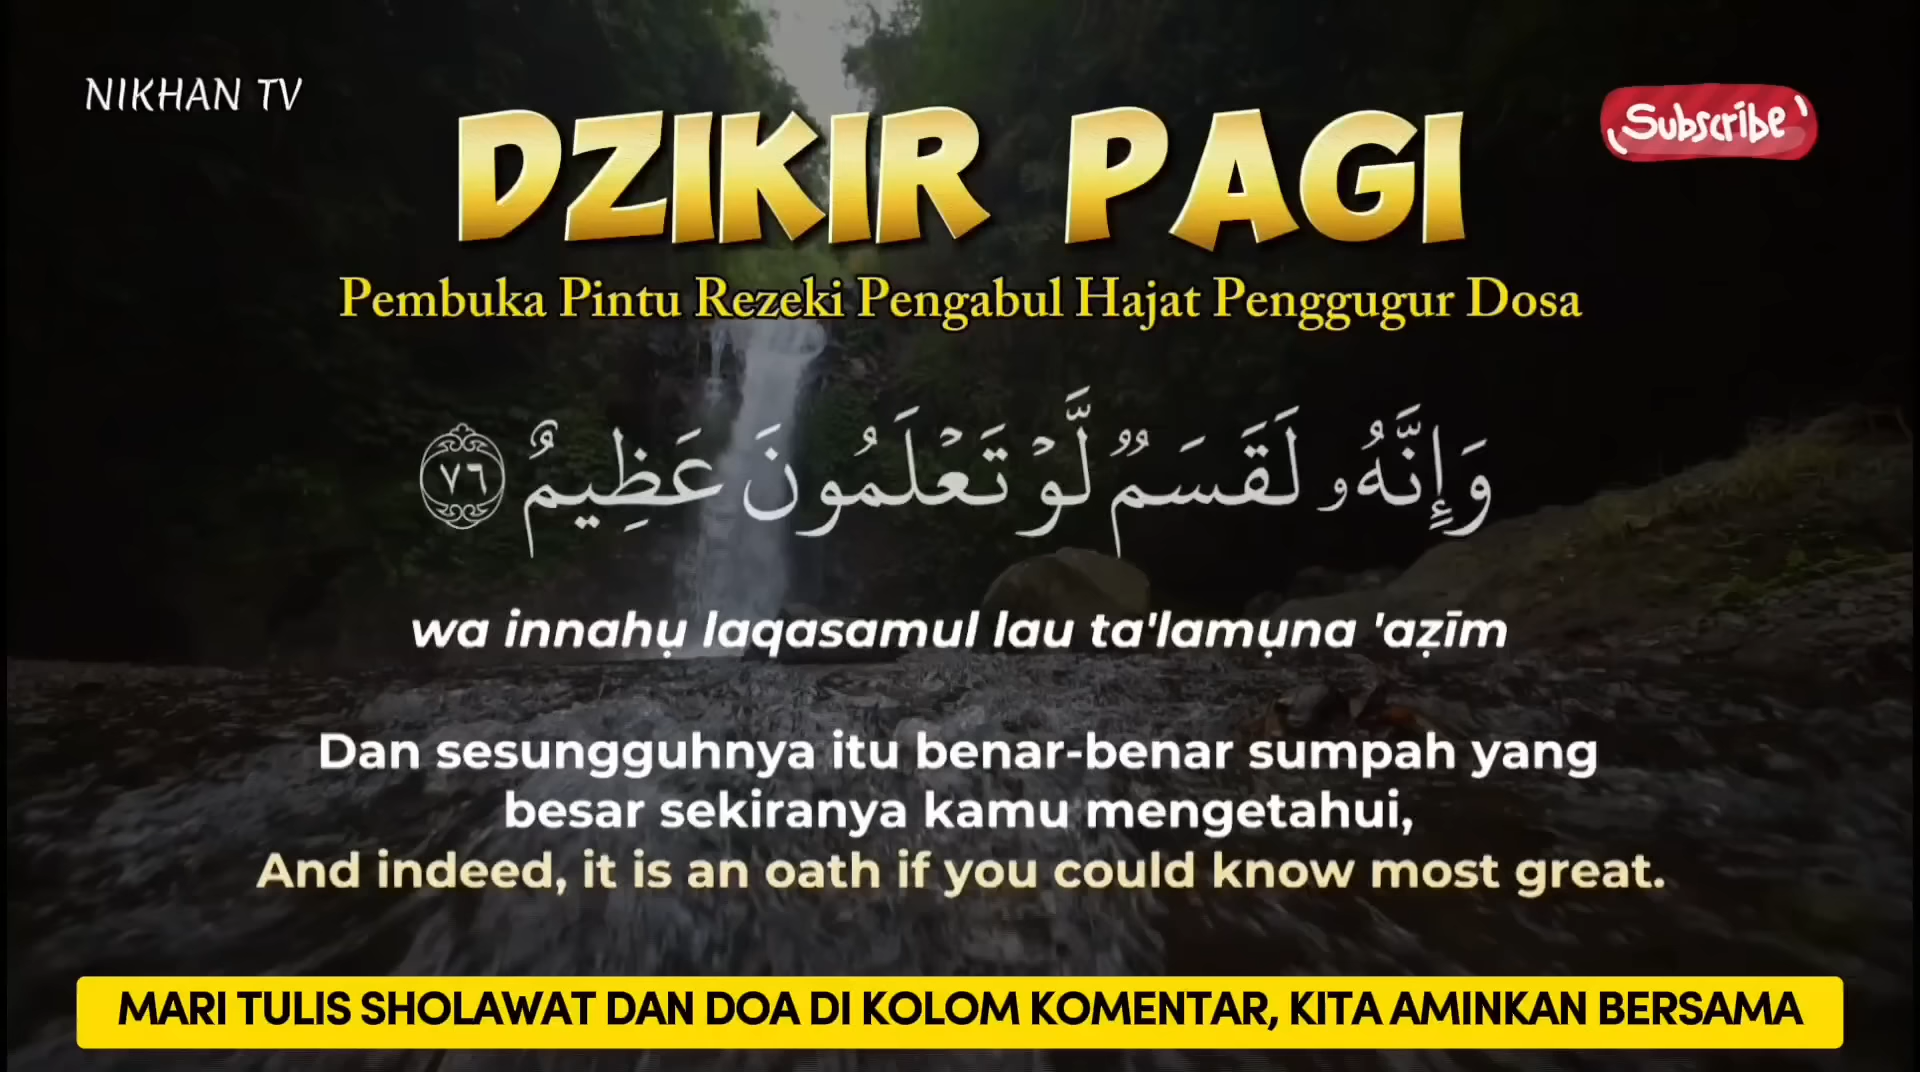 NIKHAN TV
Subscribe
DZIKIR PAGI
Pembuka Pintu Rezeki Pengabul Hajat Penggugur Dosa
وَإِنَّهُۥ لَقَسَمٌۭ لَّوْ تَعْلَمُونَ عَظِيمٌ ٧٦
wa innahụ laqasamul lau ta'lamụna 'aẓīm
Dan sesungguhnya itu benar-benar sumpah yang
besar sekiranya kamu mengetahui,
And indeed, it is an oath if you could know most great.
MARI TULIS SHOLAWAT DAN DOA DI KOLOM KOMENTAR, KITA AMINKAN BERSAMA